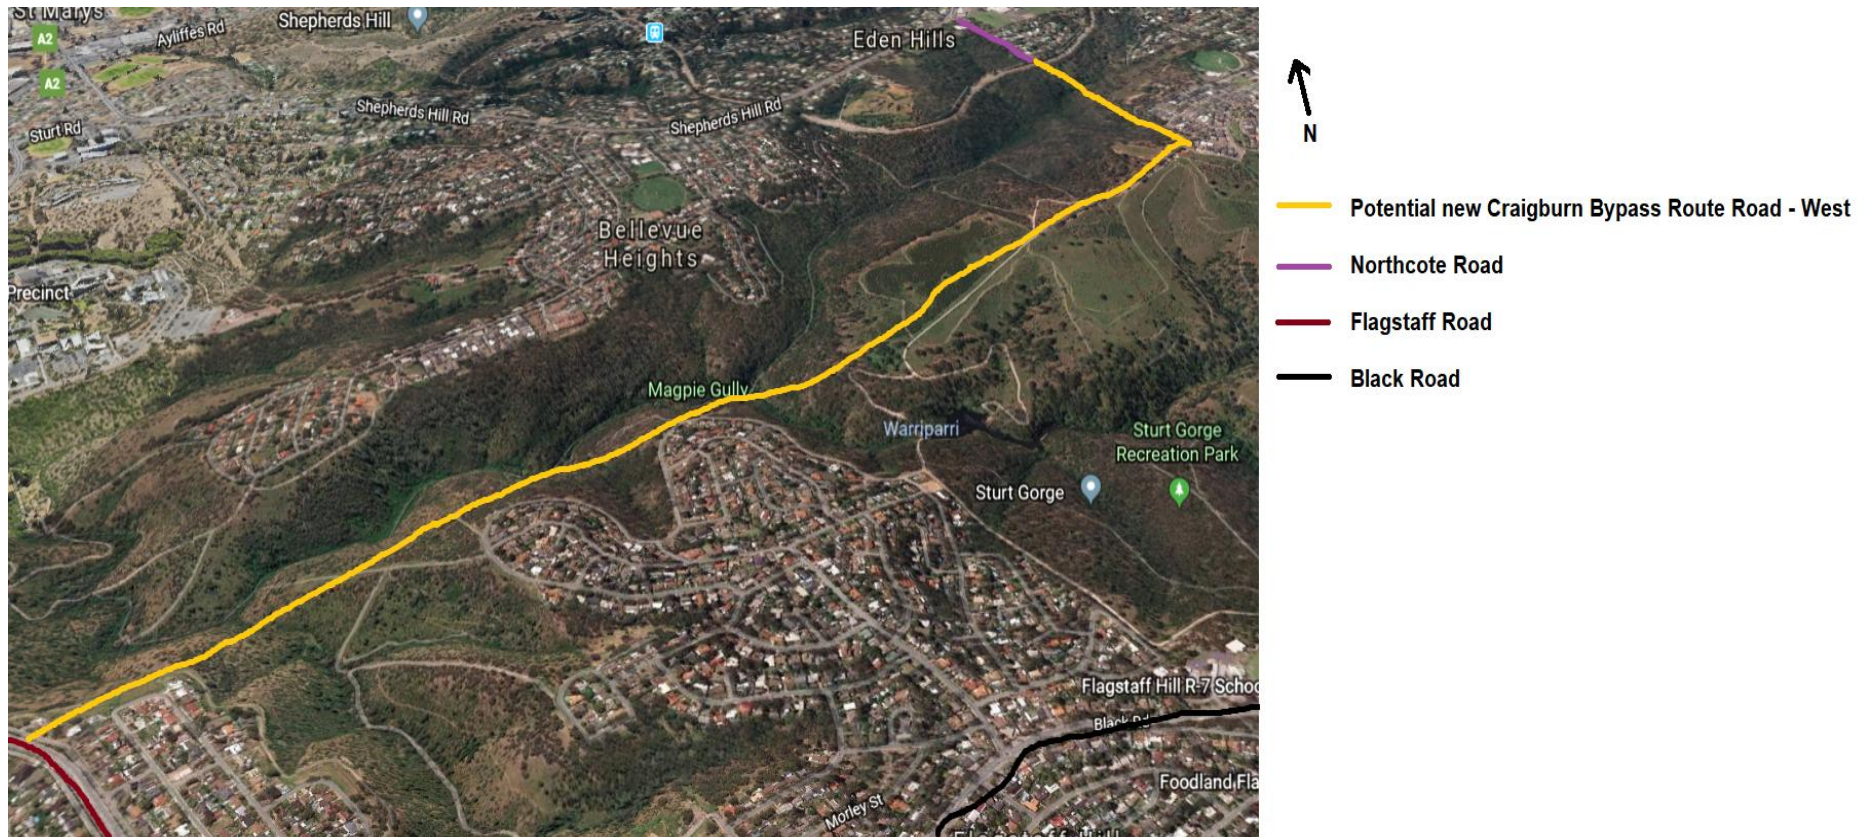 St Marys
A2
A2
Ayliffes Rd
Shepherds Hill
Eden Hills
Sturt Rd
Shepherds Hill Rd
Shepherds Hill Rd
Bellevue
Heights
Precinct
Magpie Gully
Warriparri
Sturt Gorge
Recreation Park
Sturt Gorge
Flagstaff Hill R-7 Schoo
Black Rd
Foodland Fla
Morley St
Flagstaff Hill
N
Potential new Craigburn Bypass Route Road - West
Northcote Road
Flagstaff Road
Black Road